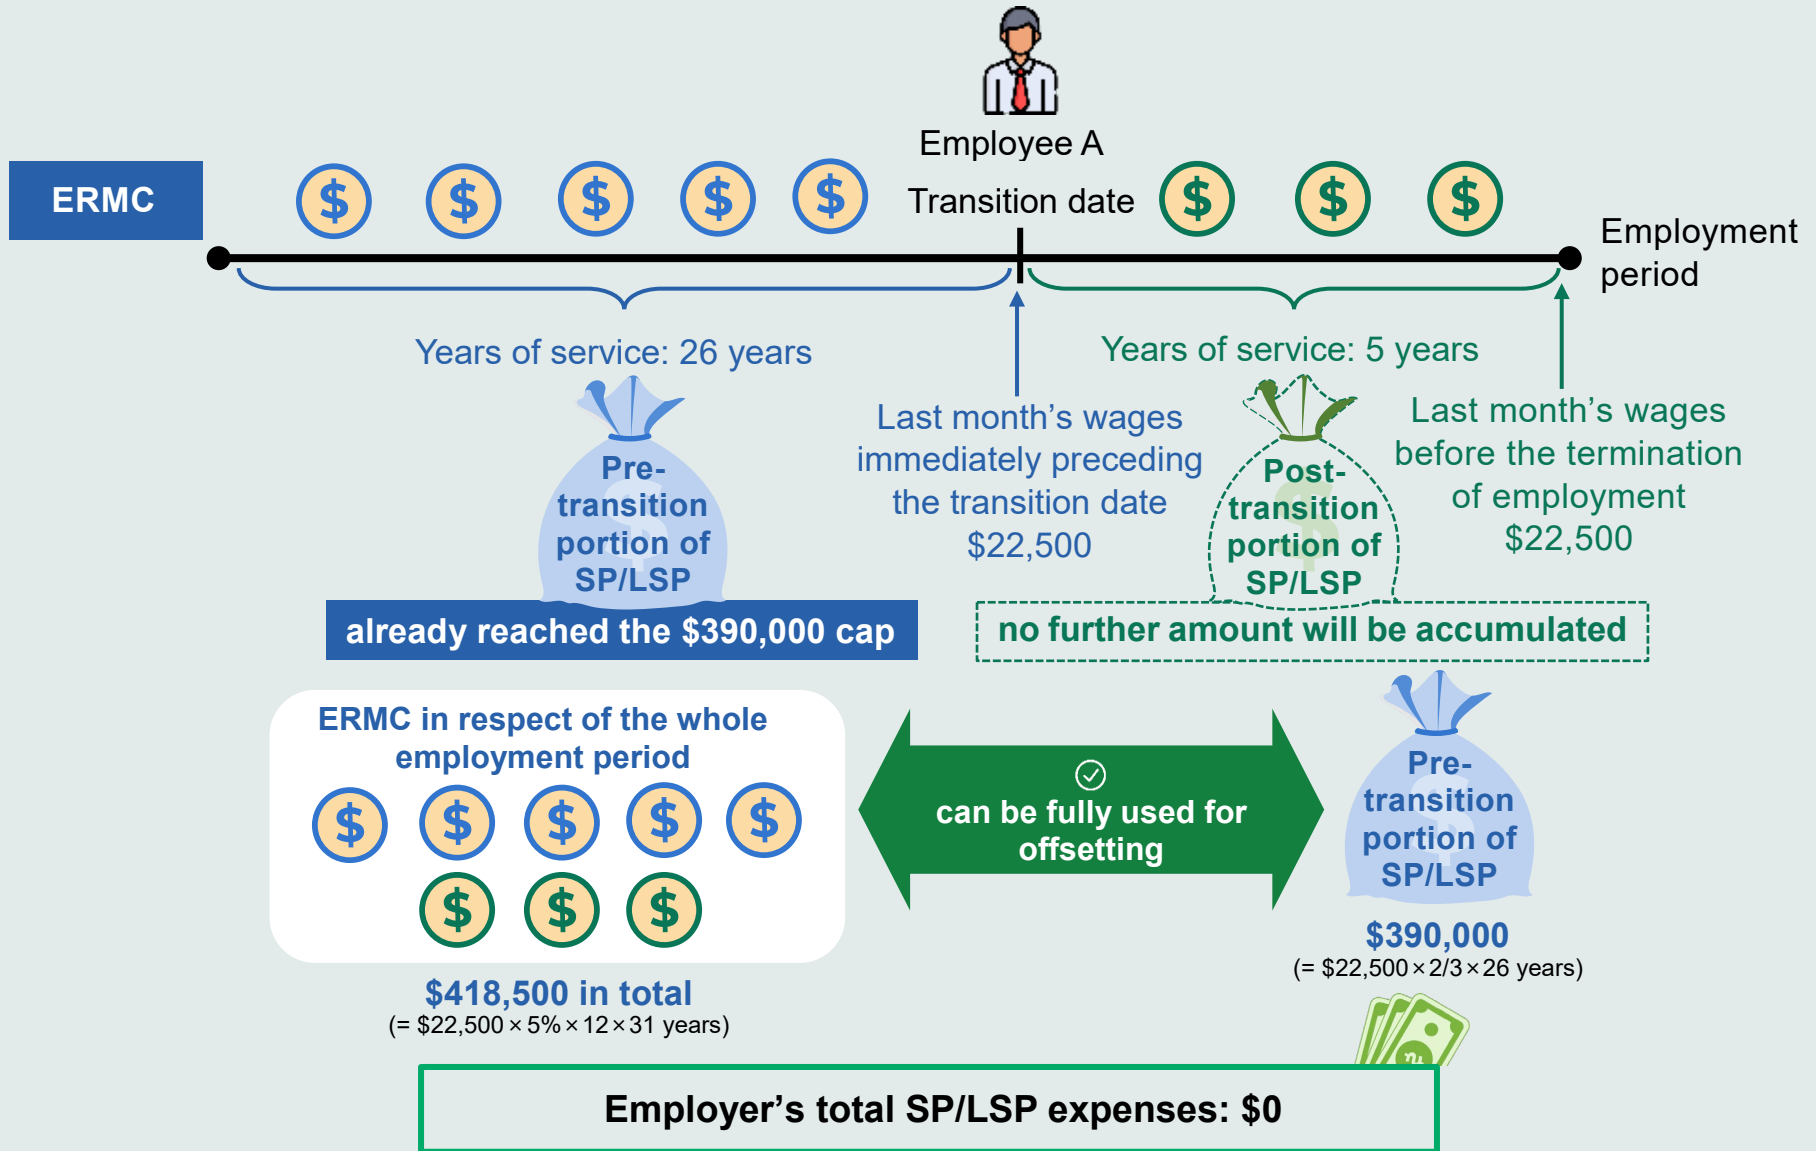 Employee A
ERMC
Transition date
Employment
period
Years of service: 26 years
Years of service: 5 years
Last month's wages
immediately preceding
the transition date
$22,500
Last month's wages
before the termination
of employment
$22,500
Pre-
transition
portion of
SP/LSP
Post-
transition
portion of
SP/LSP
already reached the $390,000 cap
no further amount will be accumulated
ERMC in respect of the whole
employment period
can be fully used for
offsetting
Pre-
transition
portion of
SP/LSP
$418,500 in total
(= $22,500 × 5% × 12 × 31 years)
$390,000
(= $22,500 × 2/3 × 26 years)
Employer's total SP/LSP expenses: $0